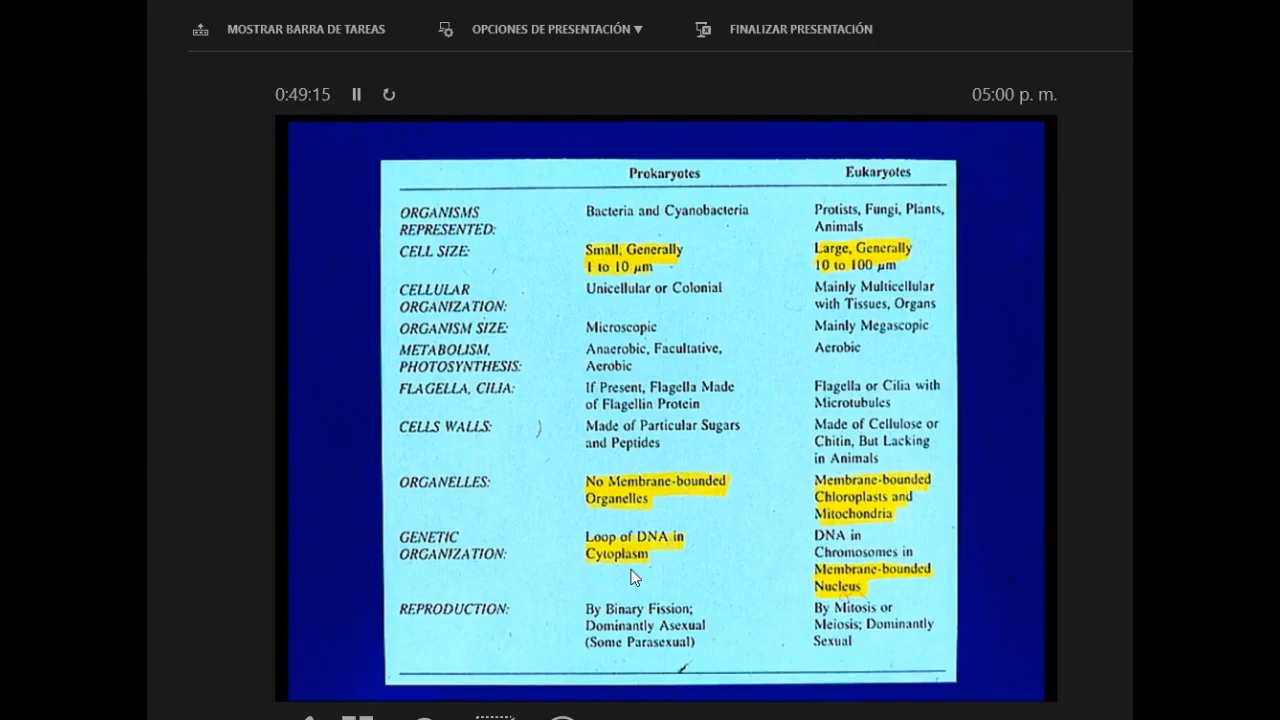 MOSTRAR BARRA DE TAREAS OPCIONES DE PRESENTACIÓN ▼ FINALIZAR PRESENTACIÓN
0:49:15 05:00 p. m.
Prokaryotes Eukaryotes
ORGANISMS REPRESENTED: Bacteria and Cyanobacteria Protists, Fungi, Plants, Animals
CELL SIZE: Small, Generally 1 to 10 µm Large, Generally 10 to 100 µm
CELLULAR ORGANIZATION: Unicellular or Colonial Mainly Multicellular with Tissues, Organs
ORGANISM SIZE: Microscopic Mainly Megascopic
METABOLISM, PHOTOSYNTHESIS: Anaerobic, Facultative, Aerobic Aerobic
FLAGELLA, CILIA: If Present, Flagella Made of Flagellin Protein Flagella or Cilia with Microtubules
CELLS WALLS: Made of Particular Sugars and Peptides Made of Cellulose or Chitin, But Lacking in Animals
ORGANELLES: No Membrane-bounded Organelles Membrane-bounded Chloroplasts and Mitochondria
GENETIC ORGANIZATION: Loop of DNA in Cytoplasm DNA in Chromosomes in Membrane-bounded Nucleus
REPRODUCTION: By Binary Fission; Dominantly Asexual (Some Parasexual) By Mitosis or Meiosis; Dominantly Sexual